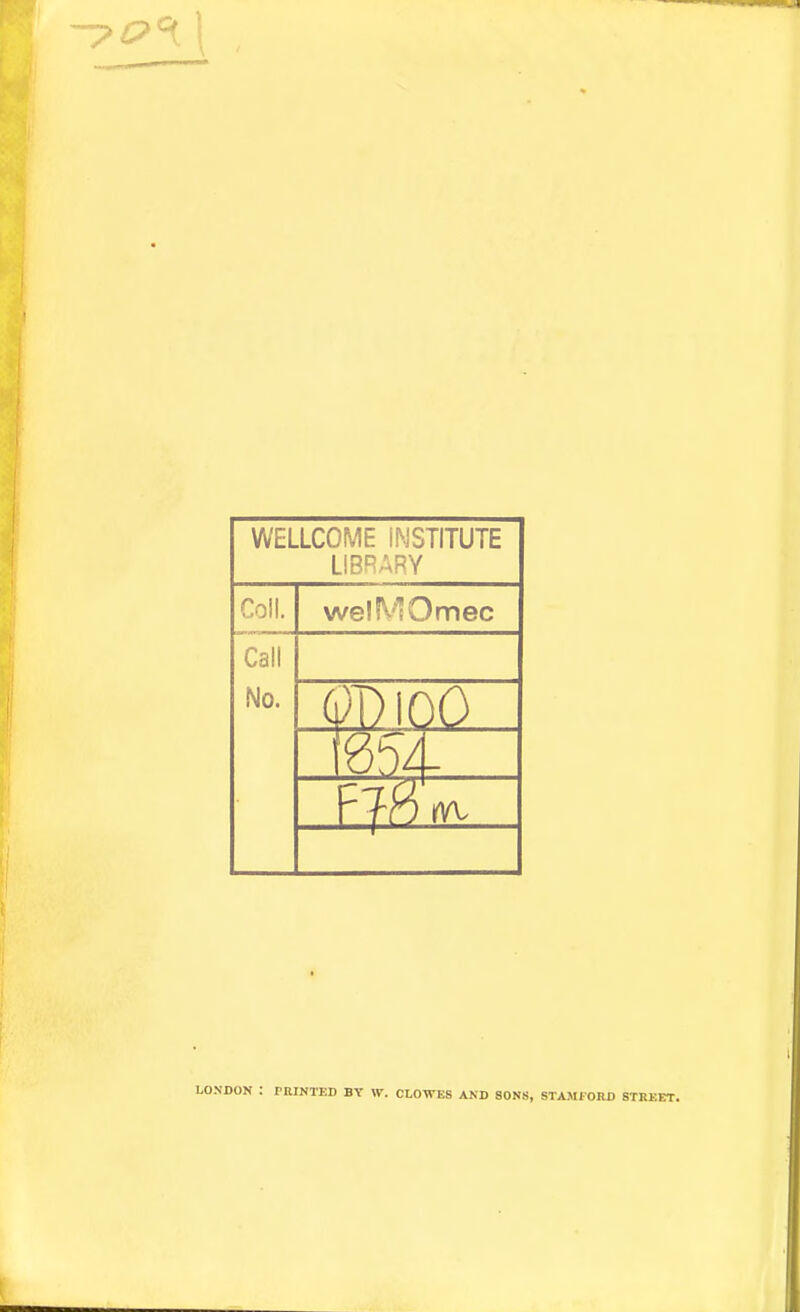 WELLCOME INSTITUTE
LIBRARY
Coll. welMOmec
Call
No. QD100
1854
F78m
LONDON : PRINTED BY W. CLOWES AND SONS, STAMFORD STREET.